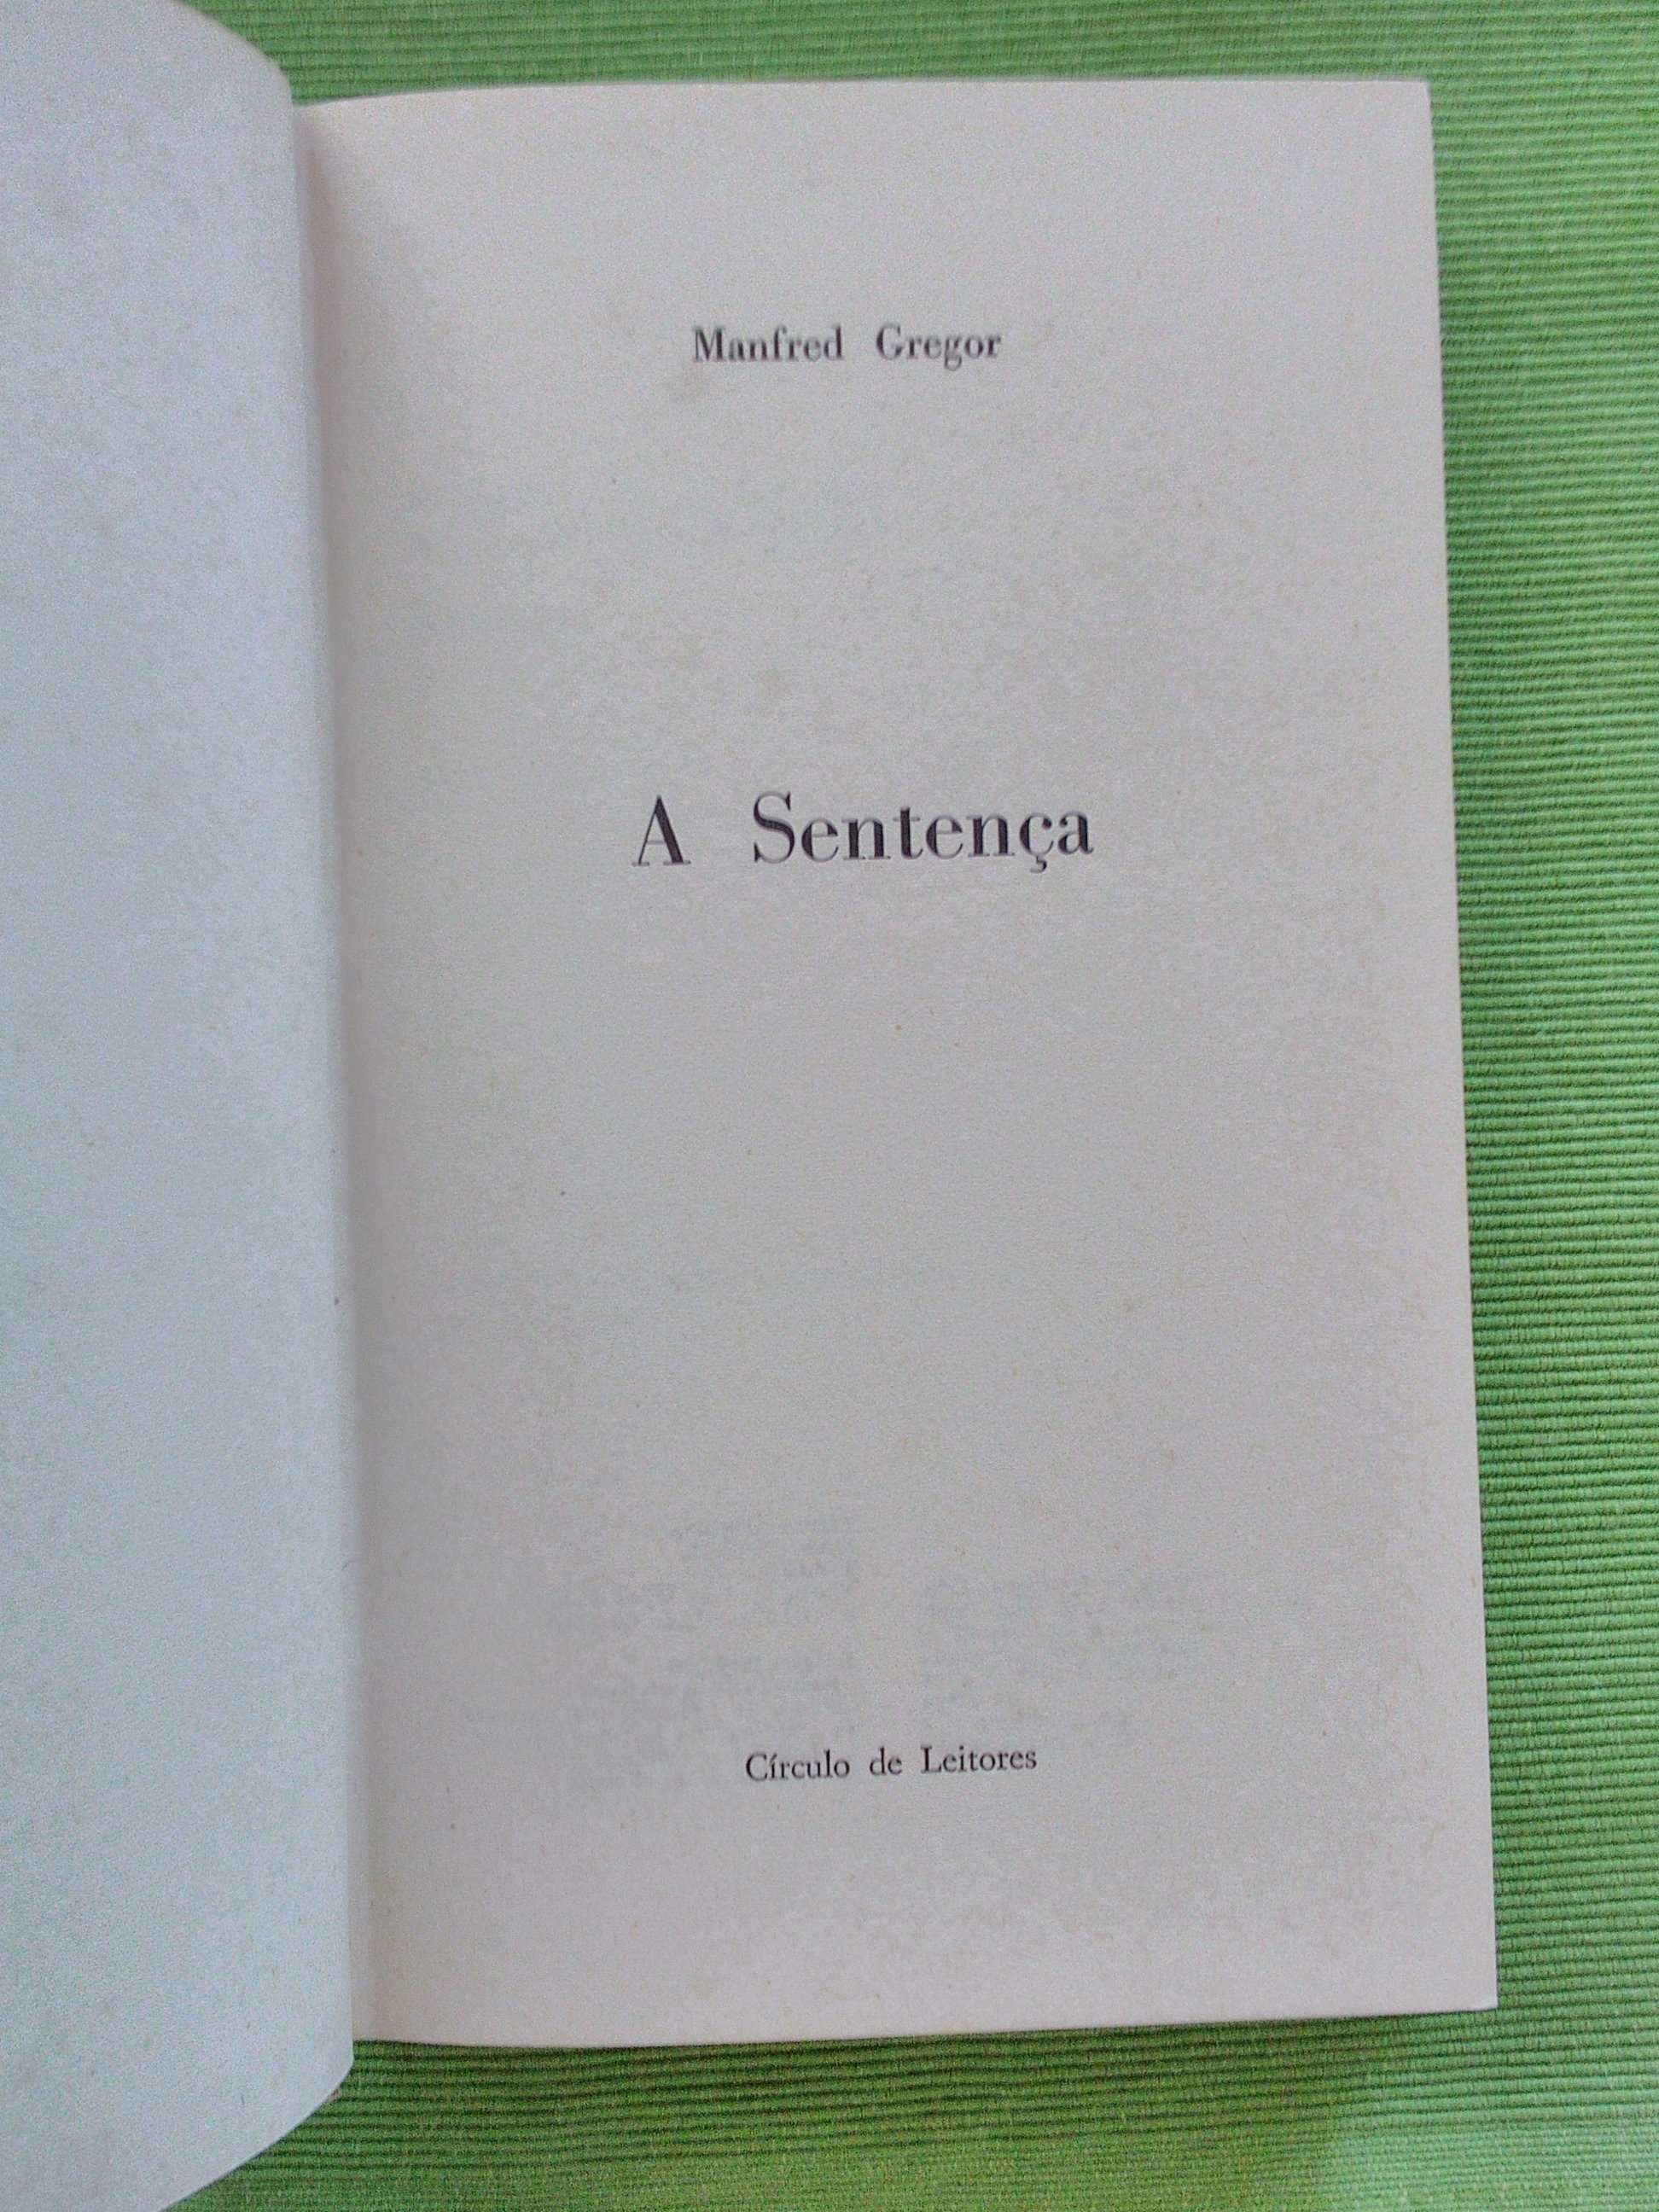 Manfred Gregor
A Sentença
Círculo de Leitores